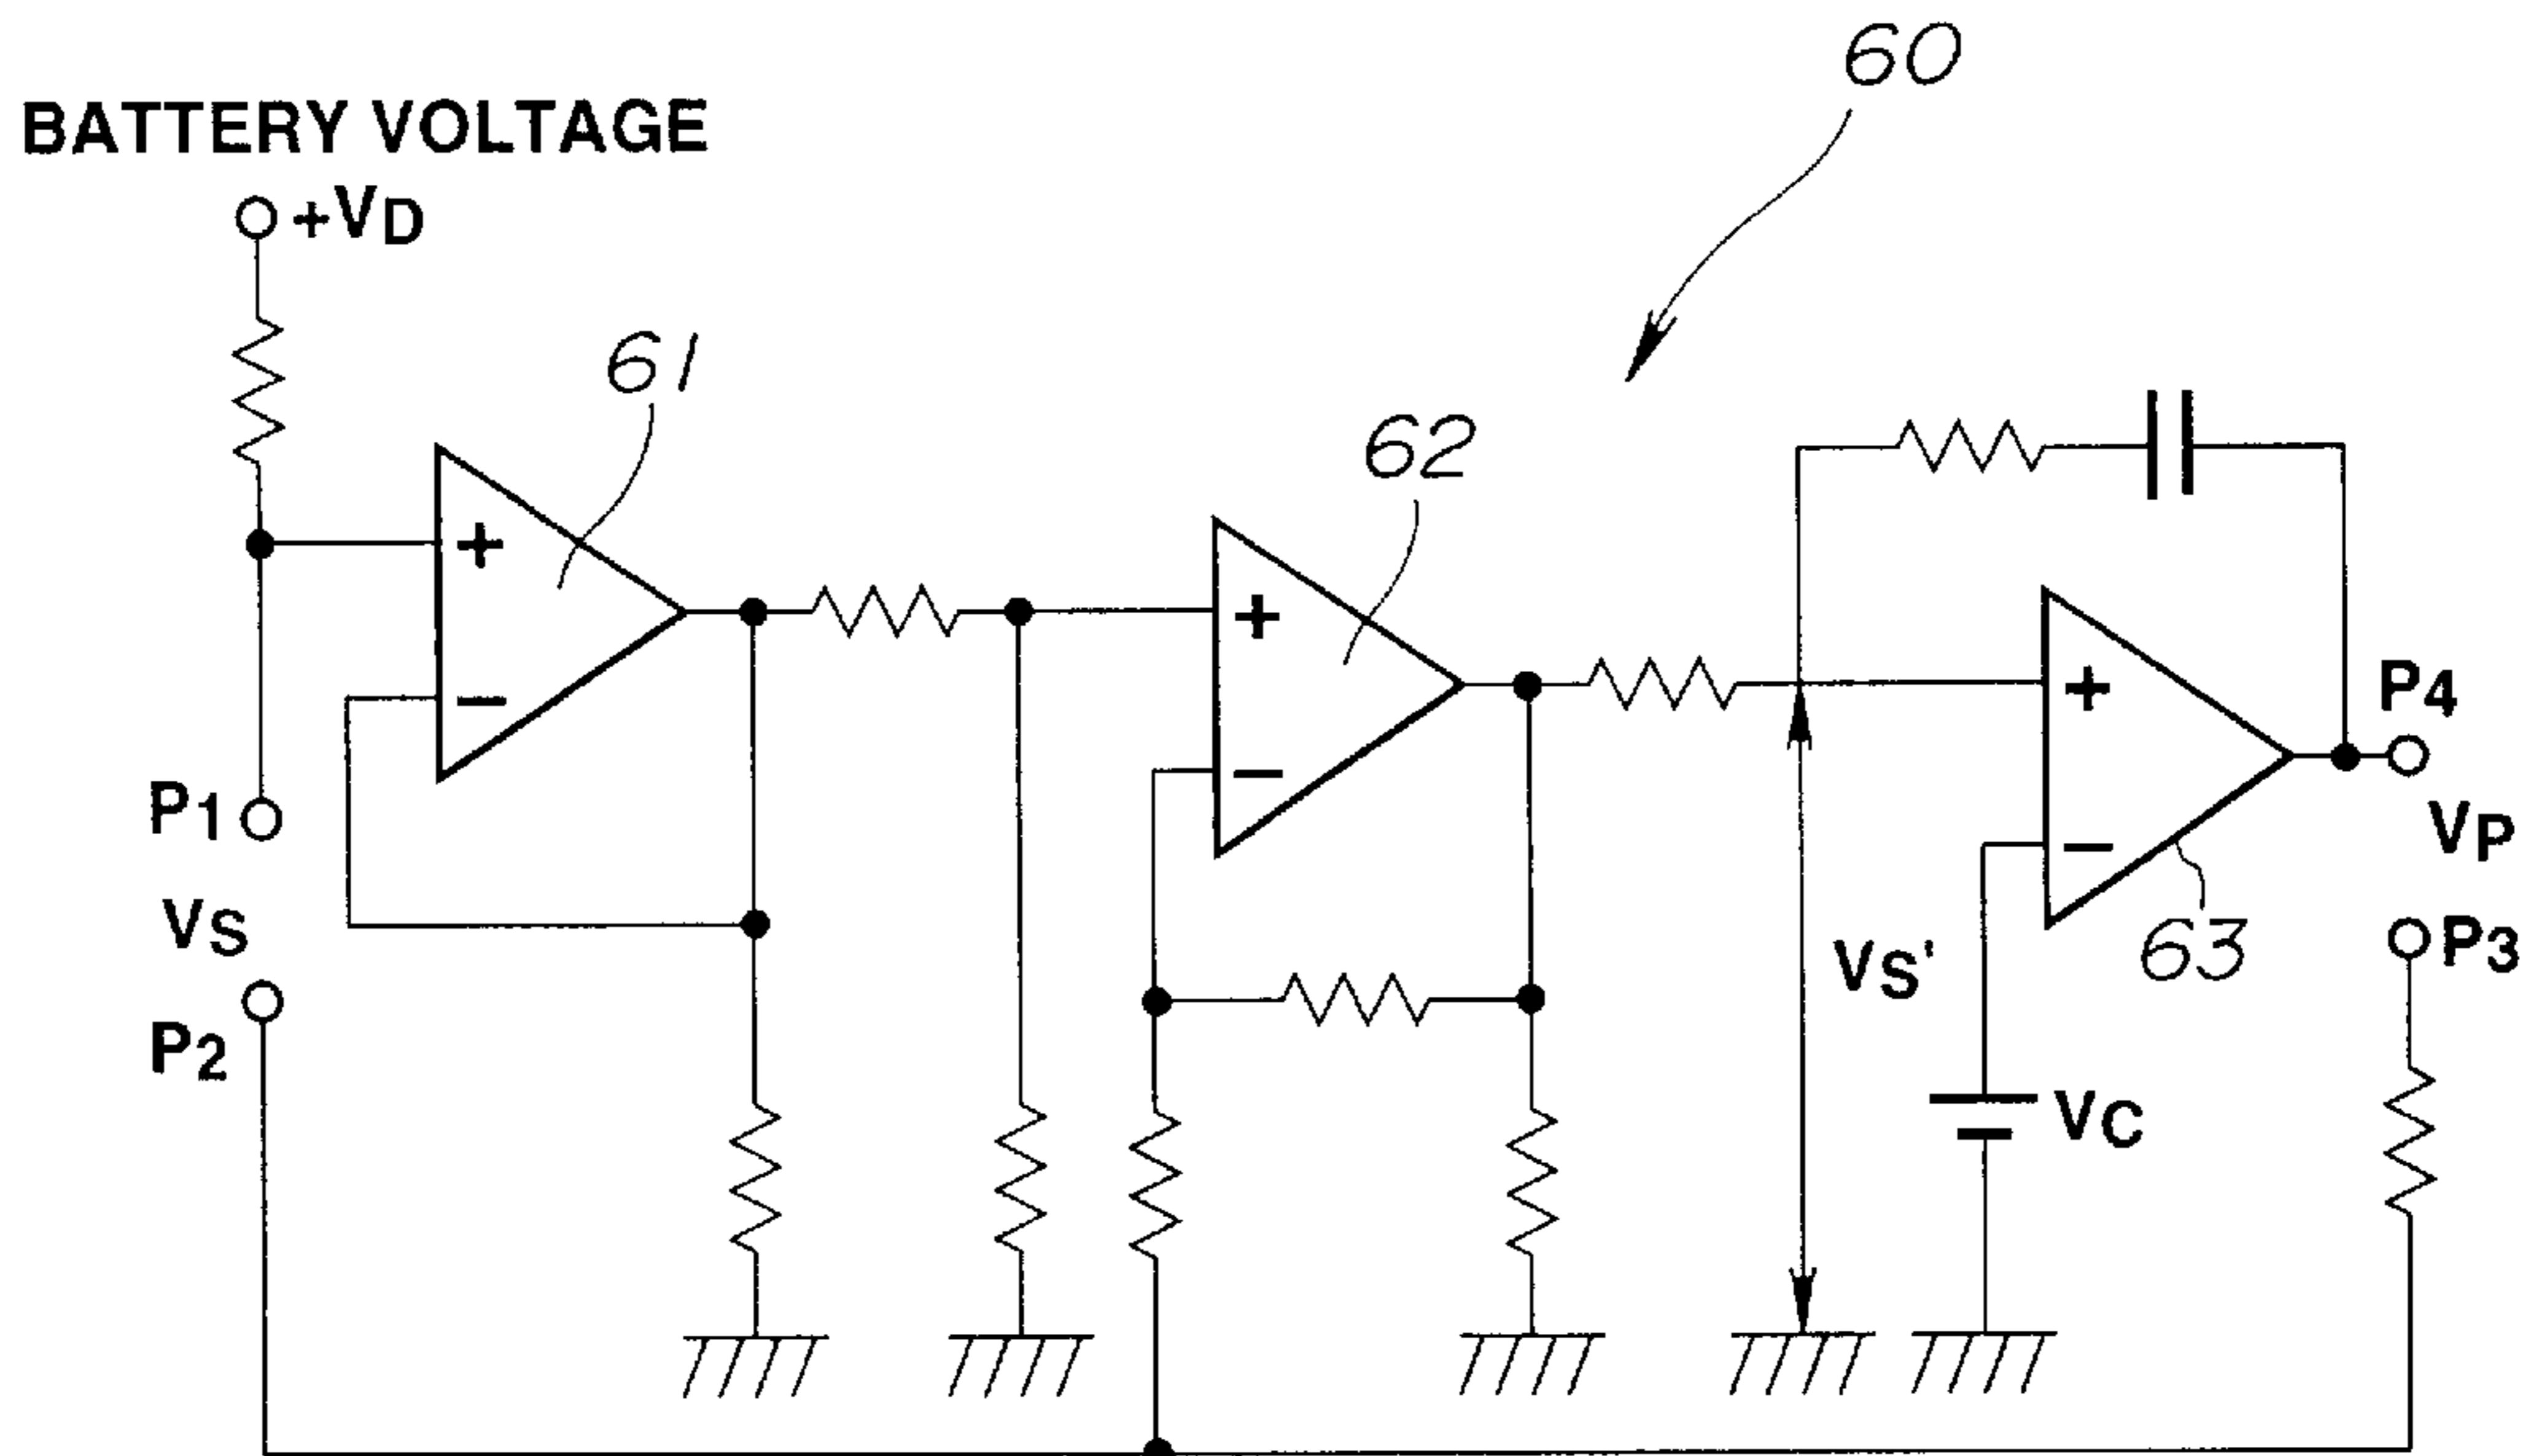 60
BATTERY VOLTAGE
+VD
61
62
+
+
+
P4
−
−
P1
VP
−
VS
VS'
63
P3
P2
VC